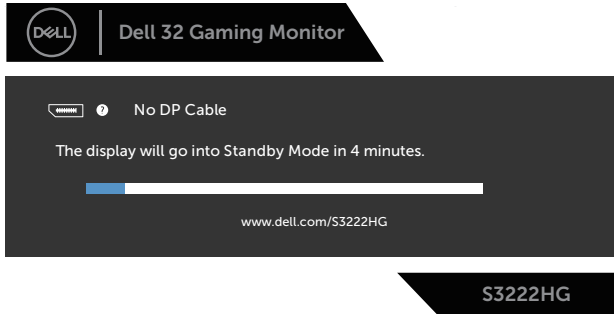 DELL
Dell 32 Gaming Monitor
? No DP Cable
The display will go into Standby Mode in 4 minutes.
www.dell.com/S3222HG
S3222HG